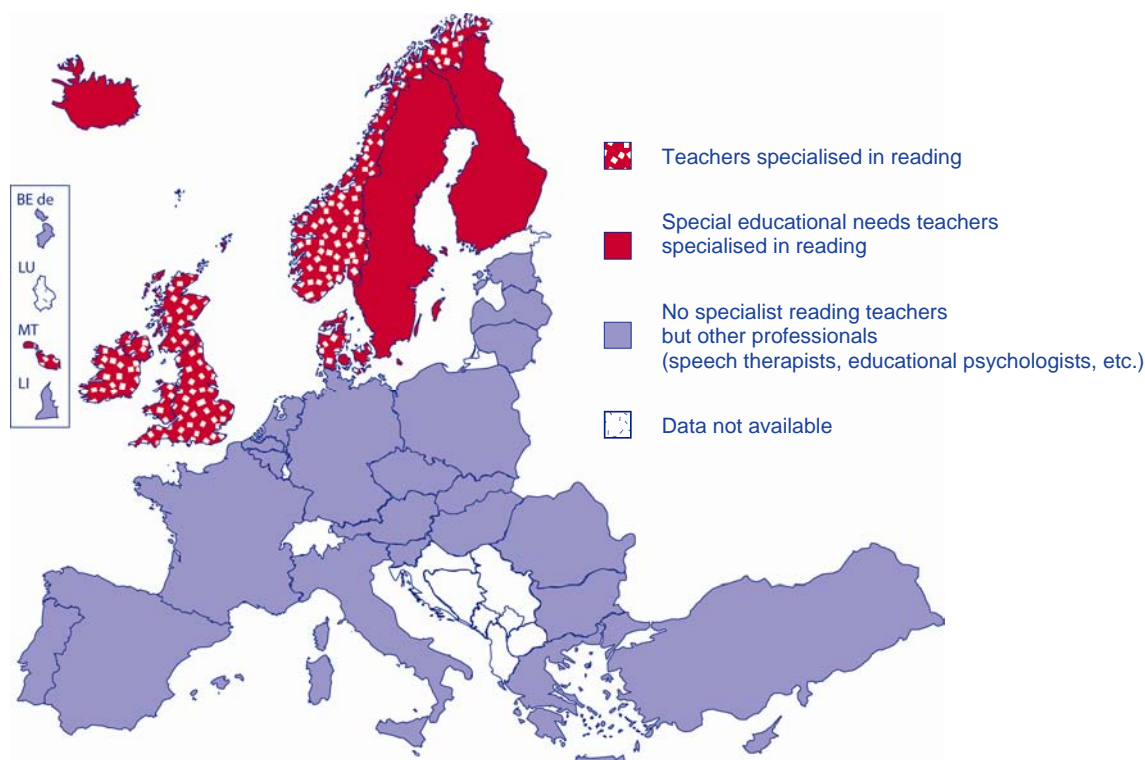 BE de
LU
MT
LI
Teachers specialised in reading
Special educational needs teachers
specialised in reading
No specialist reading teachers
but other professionals
(speech therapists, educational psychologists, etc.)
Data not available